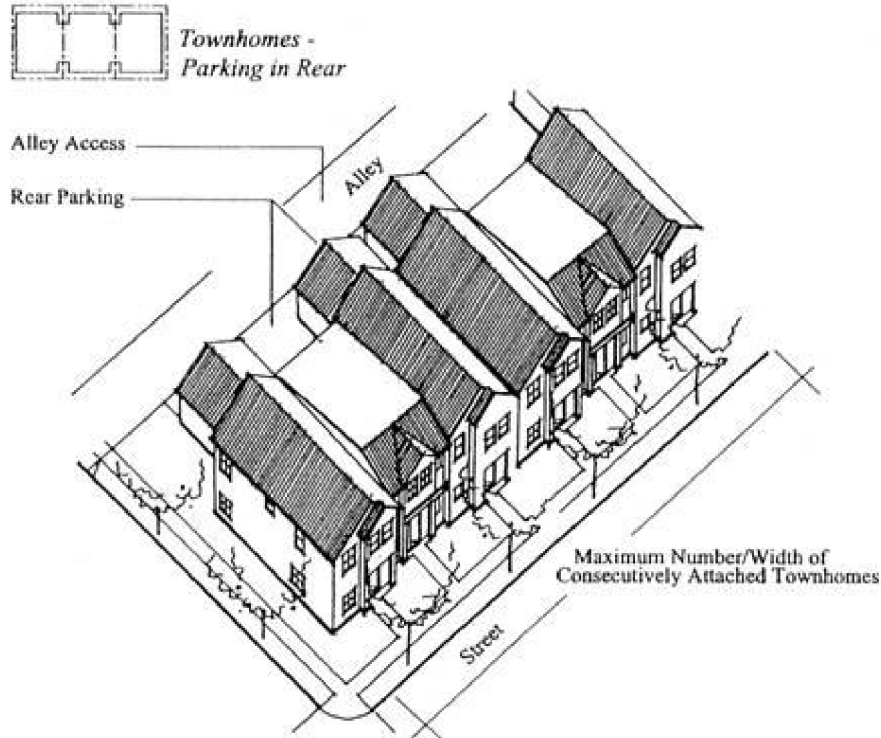 Townhomes -
Parking in Rear
Alley Access
Alley
Rear Parking
Maximum Number/Width of
Consecutively Attached Townhomes
Street